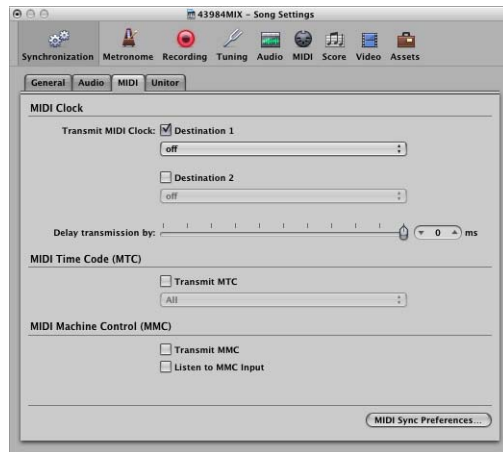 43984MIX – Song Settings
Synchronization Metronome Recording Tuning Audio MIDI Score Video Assets
General Audio MIDI Unitor
MIDI Clock
Transmit MIDI Clock: Destination 1
off
Destination 2
off
Delay transmission by: 0 ms
MIDI Time Code (MTC)
Transmit MTC
All
MIDI Machine Control (MMC)
Transmit MMC
Listen to MMC Input
MIDI Sync Preferences...